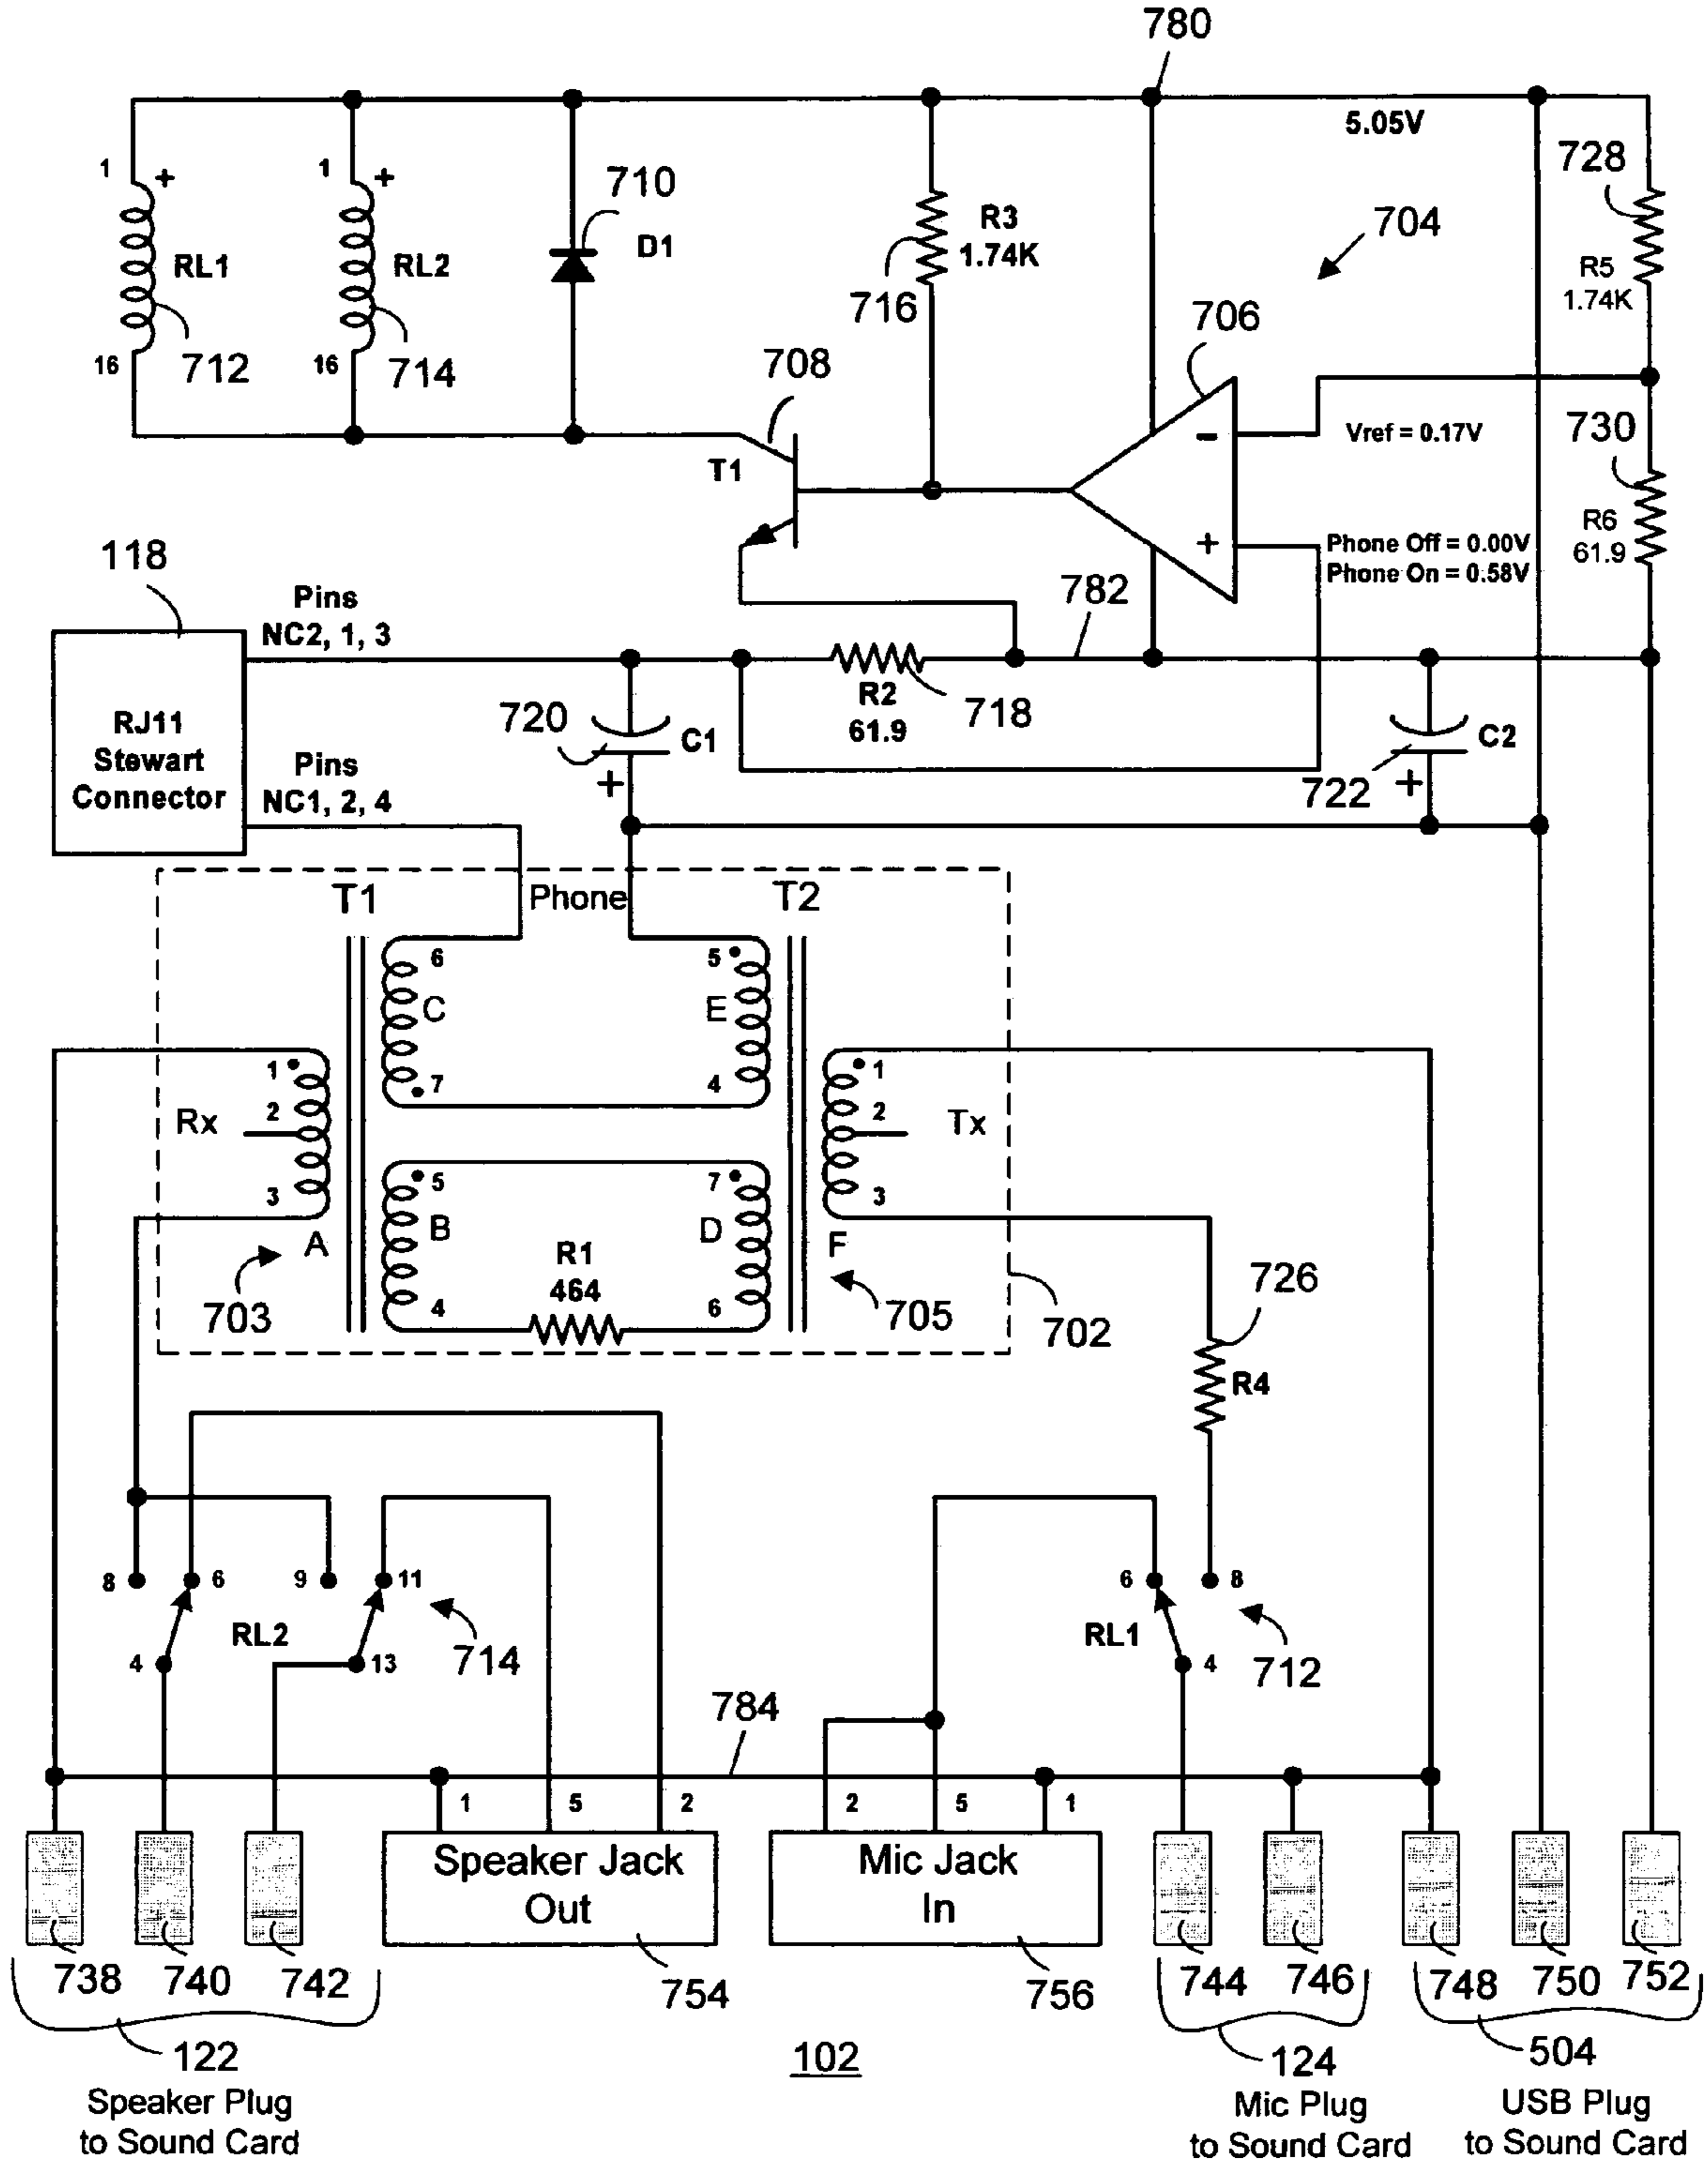 780
5.05V
728
704
R5
1.74K
1 +
1 +
710
D1
R3
1.74K
716
706
RL1
RL2
16
712
16
714
708
T1
−
Vref = 0.17V
730
R6
61.9
+
Phone Off = 0.00V
Phone On = 0.58V
118
Pins
NC2, 1, 3
782
RJ11
Stewart
Connector
720
C1
+
R2
61.9
718
722
C2
+
Pins
NC1, 2, 4
T1
Phone
T2
6
C
7
5
E
4
1
2
3
Rx
A
703
1
2
3
Tx
F
705
5
B
4
7
D
6
R1
464
702
726
R4
8
6
9
11
RL2
4
13
714
6
8
RL1
4
712
784
1
5
2
2
5
1
Speaker Jack
Out
Mic Jack
In
738
740
742
754
756
744
746
748
750
752
122
Speaker Plug
to Sound Card
102
124
Mic Plug
to Sound Card
504
USB Plug
to Sound Card